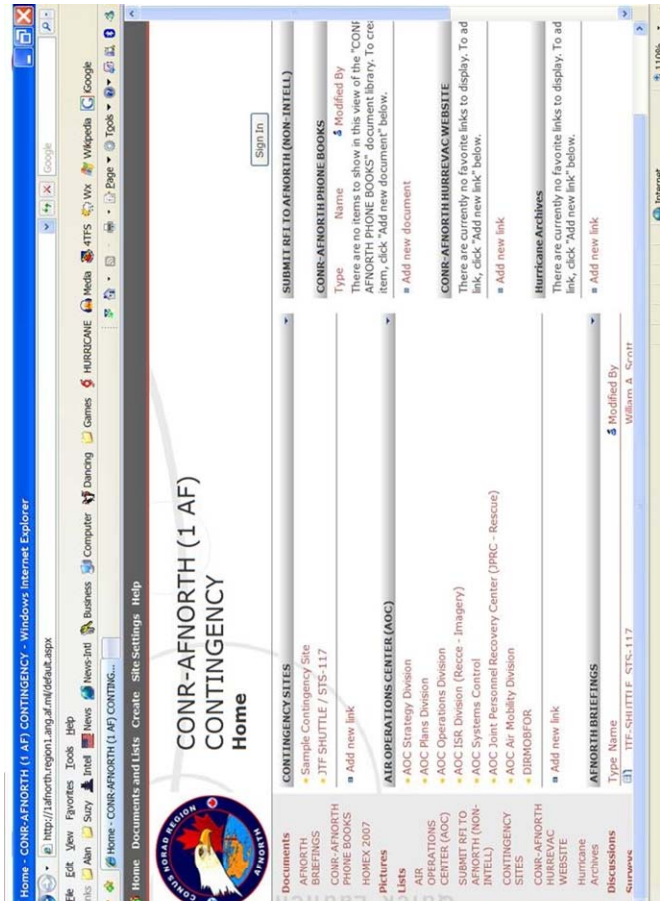 Home - CONR-AFNORTH (1 AF) CONTINGENCY - Windows Internet Explorer
http://1afnorth.region1.ang.af.mil/default.aspx
Google
File Edit View Favorites Tools Help
Links Alan Suzy Intel News News-Intl Business Computer Dancing Games HURRICANE Media 4TFS Wx Wikipedia iGoogle
Home - CONR-AFNORTH (1 AF) CONTING...
Page Tools
Home Documents and Lists Create Site Settings Help
CONUS NORAD REGION
AFNORTH
CONR-AFNORTH (1 AF)
CONTINGENCY
Home
Sign In
Quick Launch
Documents
AFNORTH
BRIEFINGS
CONR-AFNORTH
PHONE BOOKS
HOMEX 2007
Pictures
Lists
AIR
OPERATIONS
CENTER (AOC)
SUBMIT RFI TO
AFNORTH (NON-
INTELL)
CONTINGENCY
SITES
CONR-AFNORTH
HURREVAC
WEBSITE
Hurricane
Archives
Discussions
Surveys
CONTINGENCY SITES
Sample Contingency Site
JTF SHUTTLE / STS-117
Add new link
AIR OPERATIONS CENTER (AOC)
AOC Strategy Division
AOC Plans Division
AOC Operations Division
AOC ISR Division (Recce - Imagery)
AOC Systems Control
AOC Joint Personnel Recovery Center (JPRC - Rescue)
AOC Air Mobility Division
DIRMOBFOR
Add new link
AFNORTH BRIEFINGS
Type Name Modified By
JTF-SHUTTLE STS-117 William A. Scott
SUBMIT RFI TO AFNORTH (NON-INTELL)
CONR-AFNORTH PHONE BOOKS
Type Name Modified By
There are no items to show in this view of the "CONR
AFNORTH PHONE BOOKS" document library. To crea
item, click "Add new document" below.
Add new document
CONR-AFNORTH HURREVAC WEBSITE
There are currently no favorite links to display. To ad
link, click "Add new link" below.
Add new link
Hurricane Archives
There are currently no favorite links to display. To ad
link, click "Add new link" below.
Add new link
Internet
110%